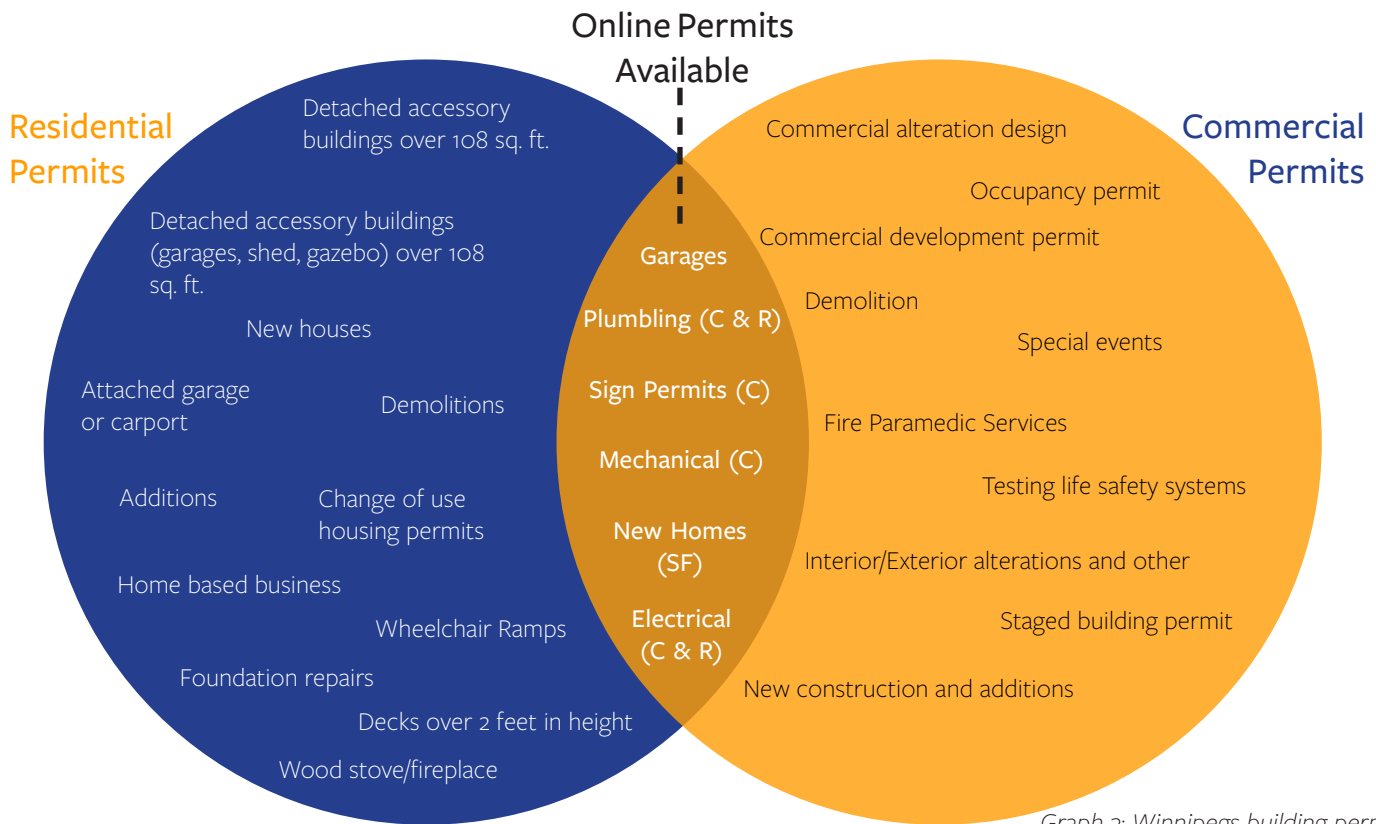 Online Permits
Available
Residential
Permits
Detached accessory
buildings over 108 sq. ft.
Detached accessory buildings
(garages, shed, gazebo) over 108
sq. ft.
New houses
Attached garage
or carport
Demolitions
Additions
Change of use
housing permits
Home based business
Wheelchair Ramps
Foundation repairs
Decks over 2 feet in height
Wood stove/fireplace
Garages
Plumbling (C & R)
Sign Permits (C)
Mechanical (C)
New Homes
(SF)
Electrical
(C & R)
Commercial
Permits
Commercial alteration design
Occupancy permit
Commercial development permit
Demolition
Special events
Fire Paramedic Services
Testing life safety systems
Interior/Exterior alterations and other
Staged building permit
New construction and additions
Winnipegs building